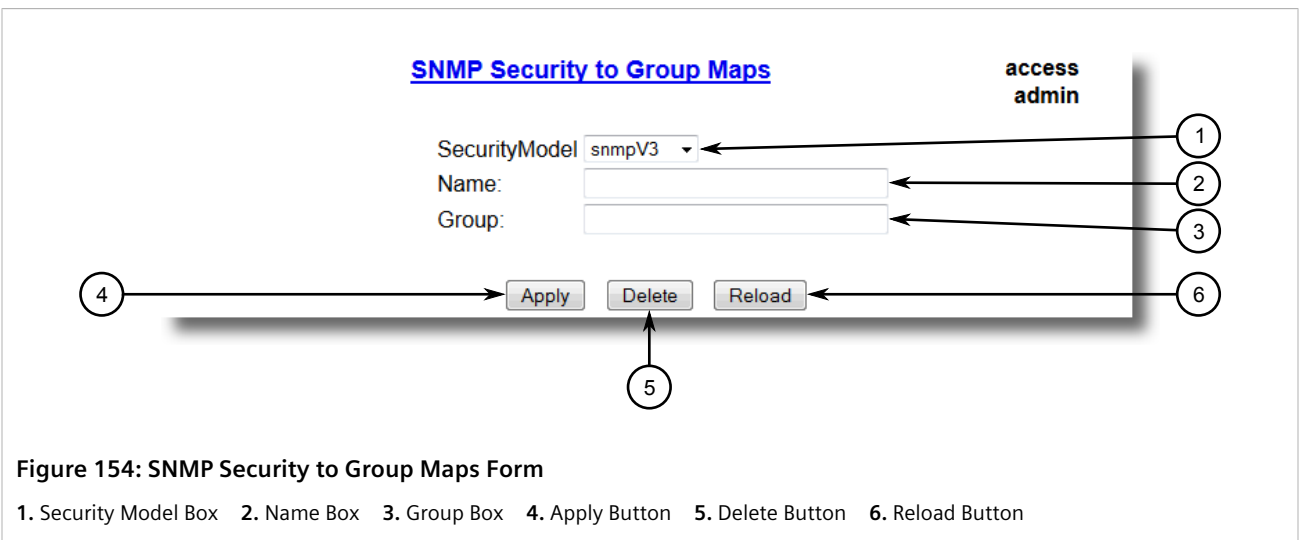 SNMP Security to Group Maps
access
admin
SecurityModel snmpV3
1
Name:
2
Group:
3
4
Apply Delete Reload
6
5
Figure 154: SNMP Security to Group Maps Form
1. Security Model Box 2. Name Box 3. Group Box 4. Apply Button 5. Delete Button 6. Reload Button